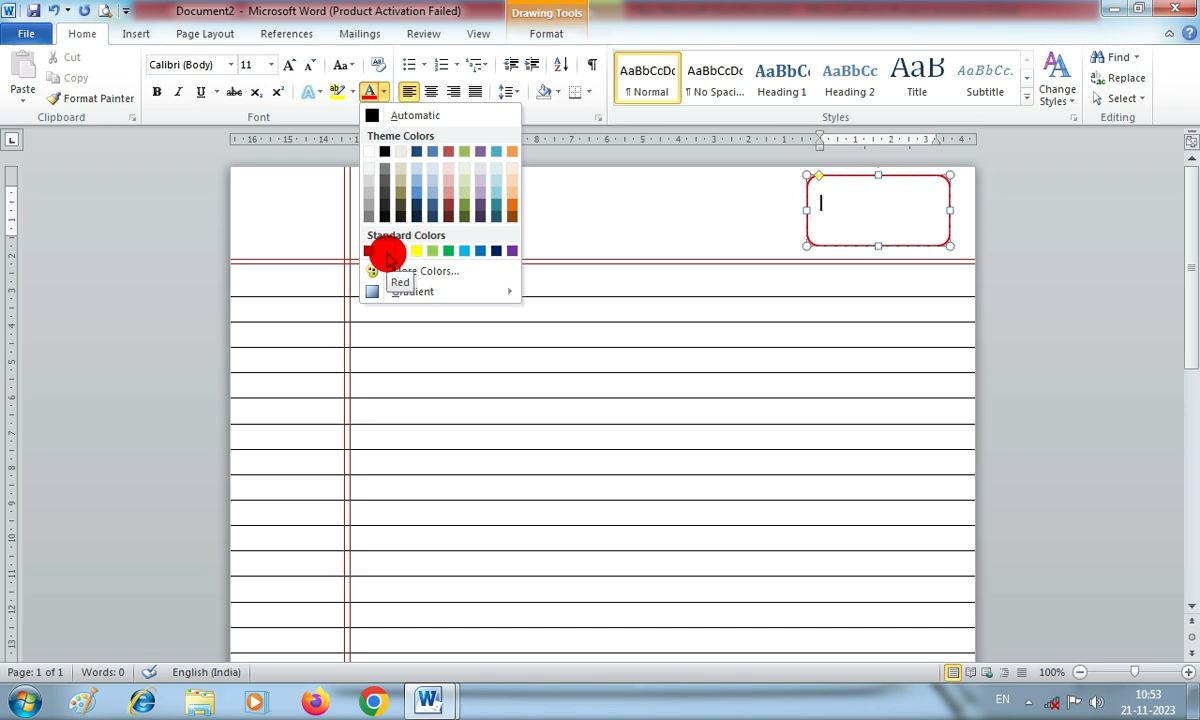 Document2 - Microsoft Word (Product Activation Failed)
Drawing Tools
File Home Insert Page Layout References Mailings Review View Format
Cut
Copy
Format Painter
Paste
Clipboard
Calibri (Body) 11
Font
AaBbCcDc AaBbCcDc AaBbCc AaBbCc AaB AaBbCc.
¶ Normal ¶ No Spaci... Heading 1 Heading 2 Title Subtitle
Change
Styles
Styles
Find
Replace
Select
Editing
Automatic
Theme Colors
Standard Colors
Colors...
Red
Gradient
Page: 1 of 1 Words: 0 English (India) 100%
EN
10:53
21-11-2023